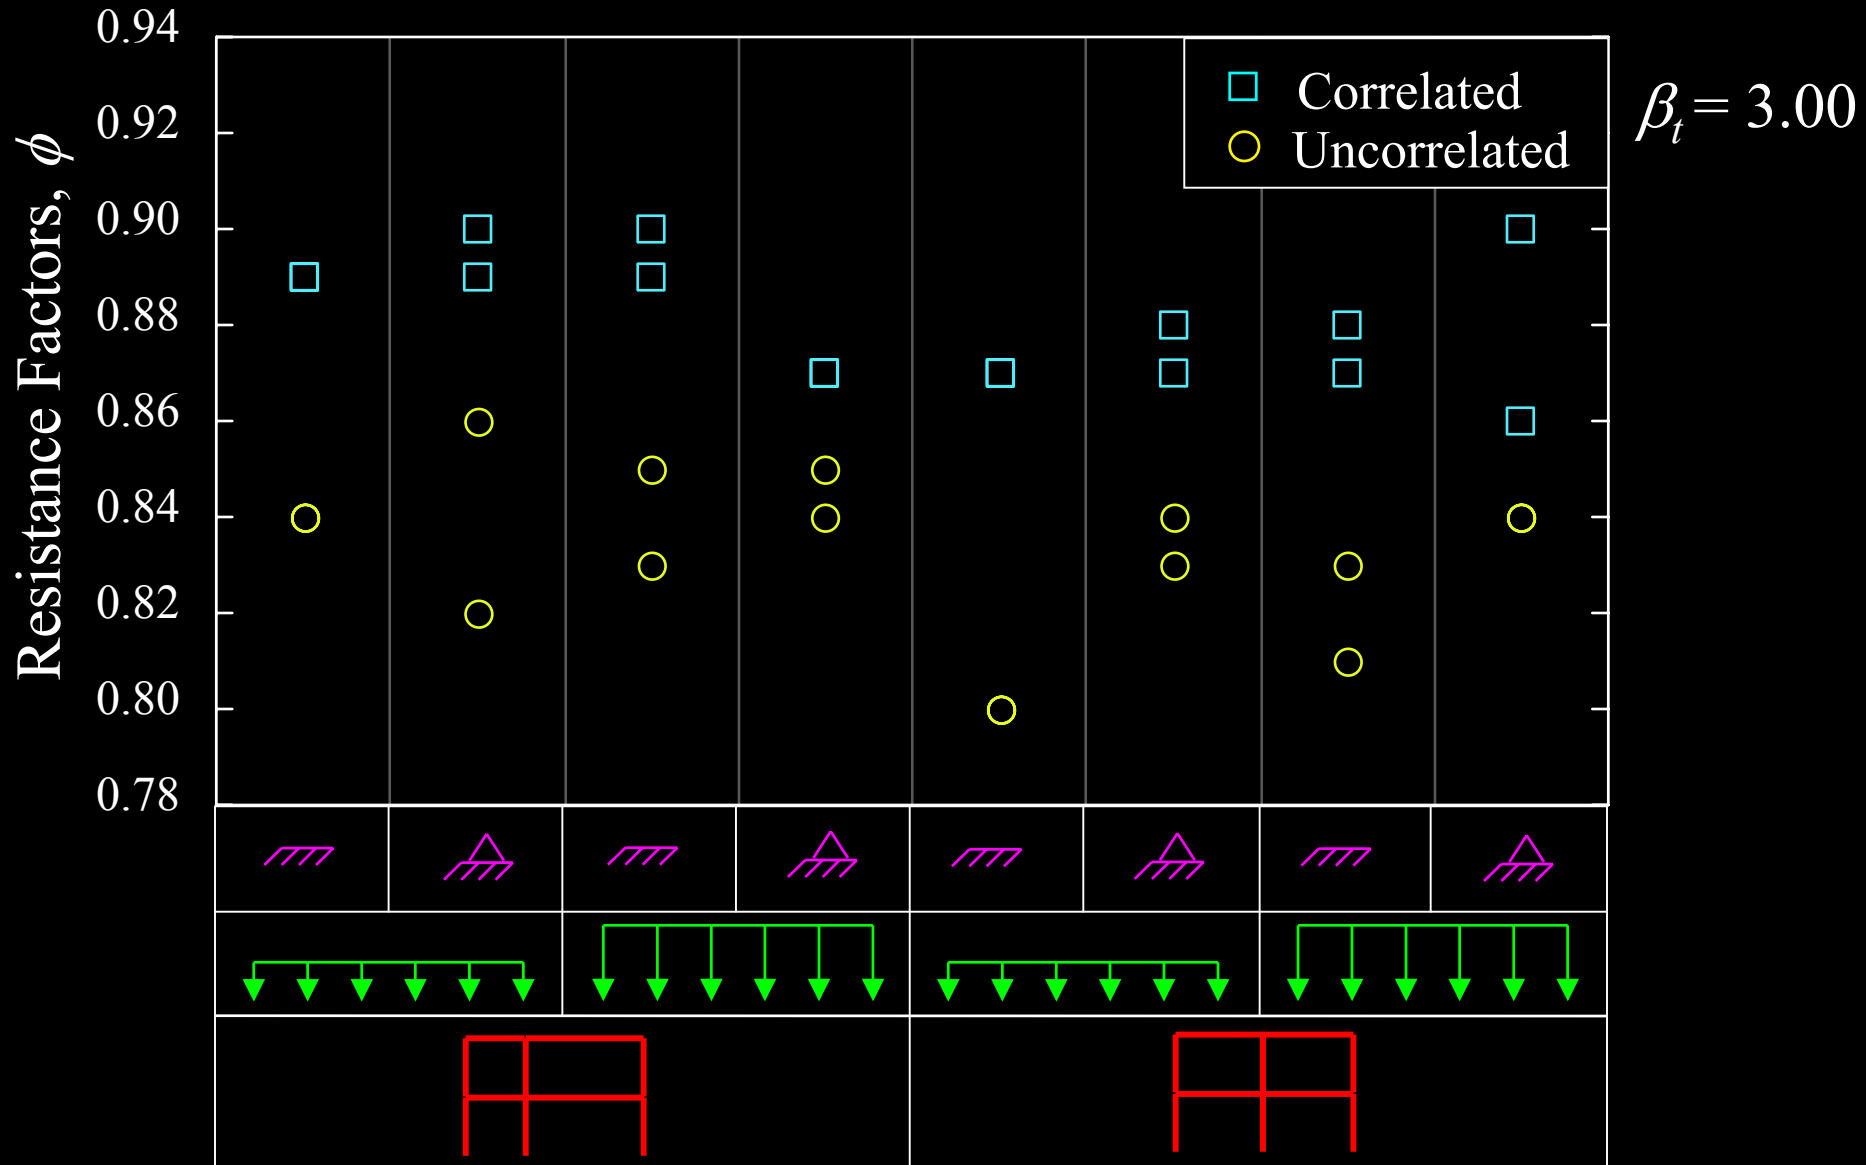 0.94
0.92
0.90
0.88
0.86
0.84
0.82
0.80
0.78
Resistance Factors, ϕ
Correlated
Uncorrelated
βt = 3.00